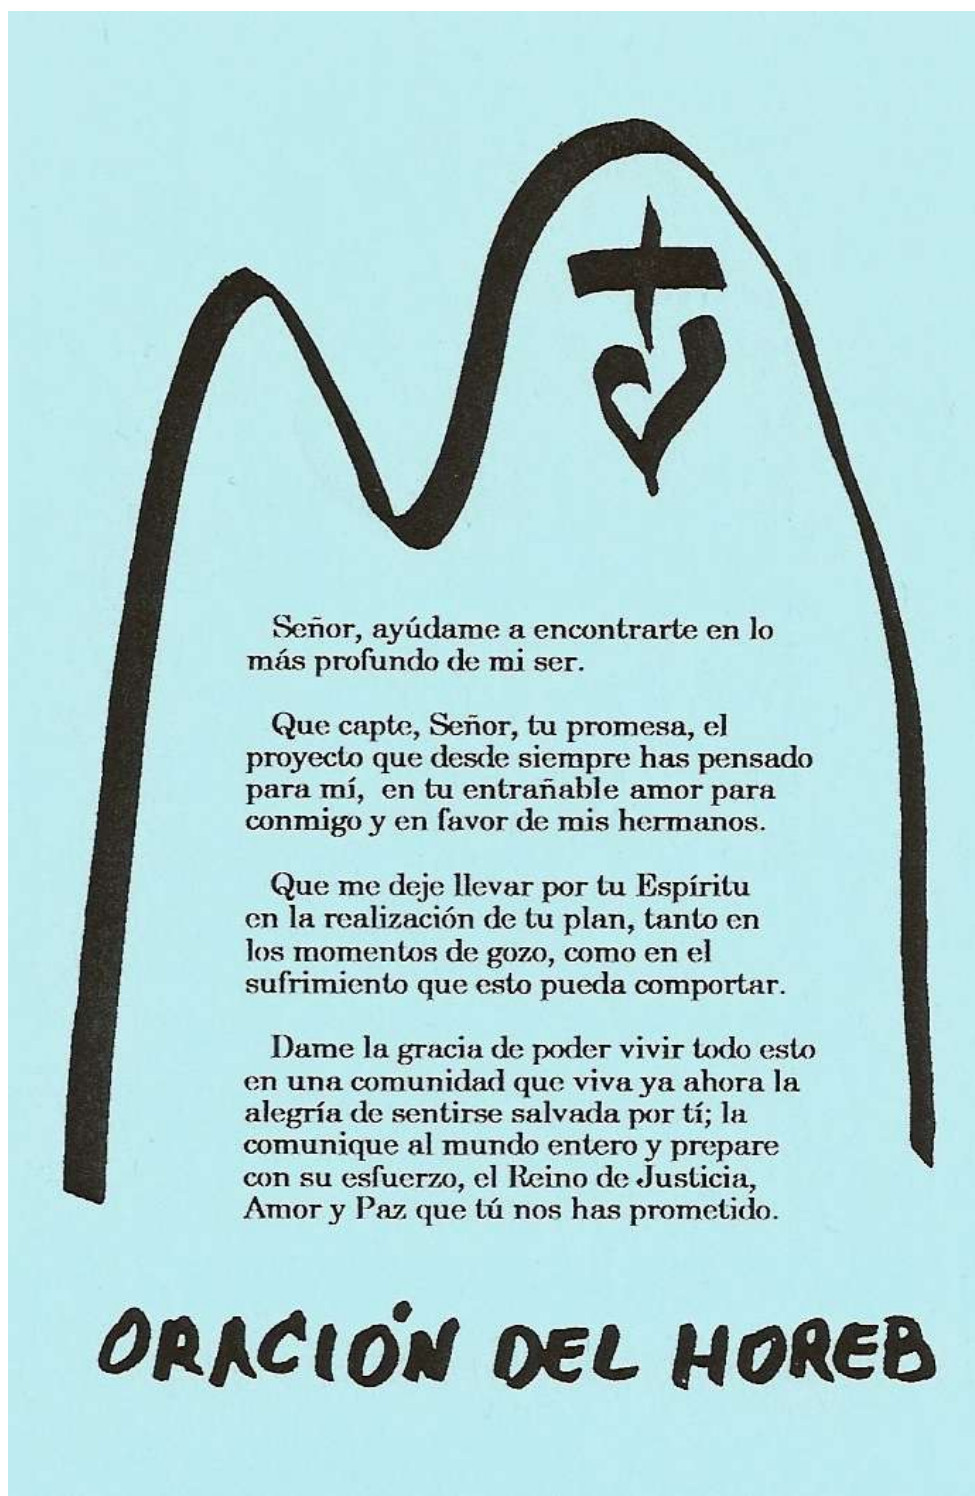 Señor, ayúdame a encontrarte en lo
más profundo de mi ser.
Que capte, Señor, tu promesa, el
proyecto que desde siempre has pensado
para mí, en tu entrañable amor para
conmigo y en favor de mis hermanos.
Que me deje llevar por tu Espíritu
en la realización de tu plan, tanto en
los momentos de gozo, como en el
sufrimiento que esto pueda comportar.
Dame la gracia de poder vivir todo esto
en una comunidad que viva ya ahora la
alegría de sentirse salvada por tí; la
comunique al mundo entero y prepare
con su esfuerzo, el Reino de Justicia,
Amor y Paz que tú nos has prometido.
ORACIÓN DEL HOREB